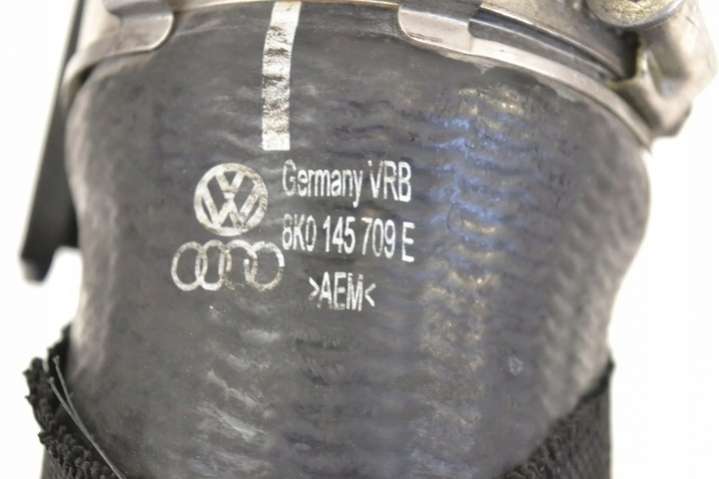 Germany VRB
8K0 145 709 E
>AEM<